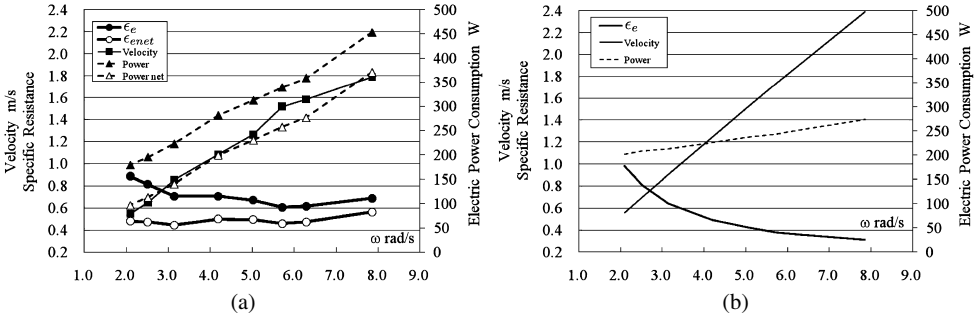 2.4
2.2
2.0
1.8
1.6
1.4
1.2
1.0
0.8
0.6
0.4
0.2
Velocity m/s
Specific Resistance
ϵe
ϵenet
Velocity
Power
Power net
500
450
400
350
300
250
200
150
100
50
0
Electric Power Consumption W
ω rad/s
1.0 2.0 3.0 4.0 5.0 6.0 7.0 8.0 9.0
(a)
2.4
2.2
2.0
1.8
1.6
1.4
1.2
1.0
0.8
0.6
0.4
0.2
Velocity m/s
Specific Resistance
ϵe
Velocity
Power
500
450
400
350
300
250
200
150
100
50
0
Electric Power Consumption W
ω rad/s
1.0 2.0 3.0 4.0 5.0 6.0 7.0 8.0 9.0
(b)